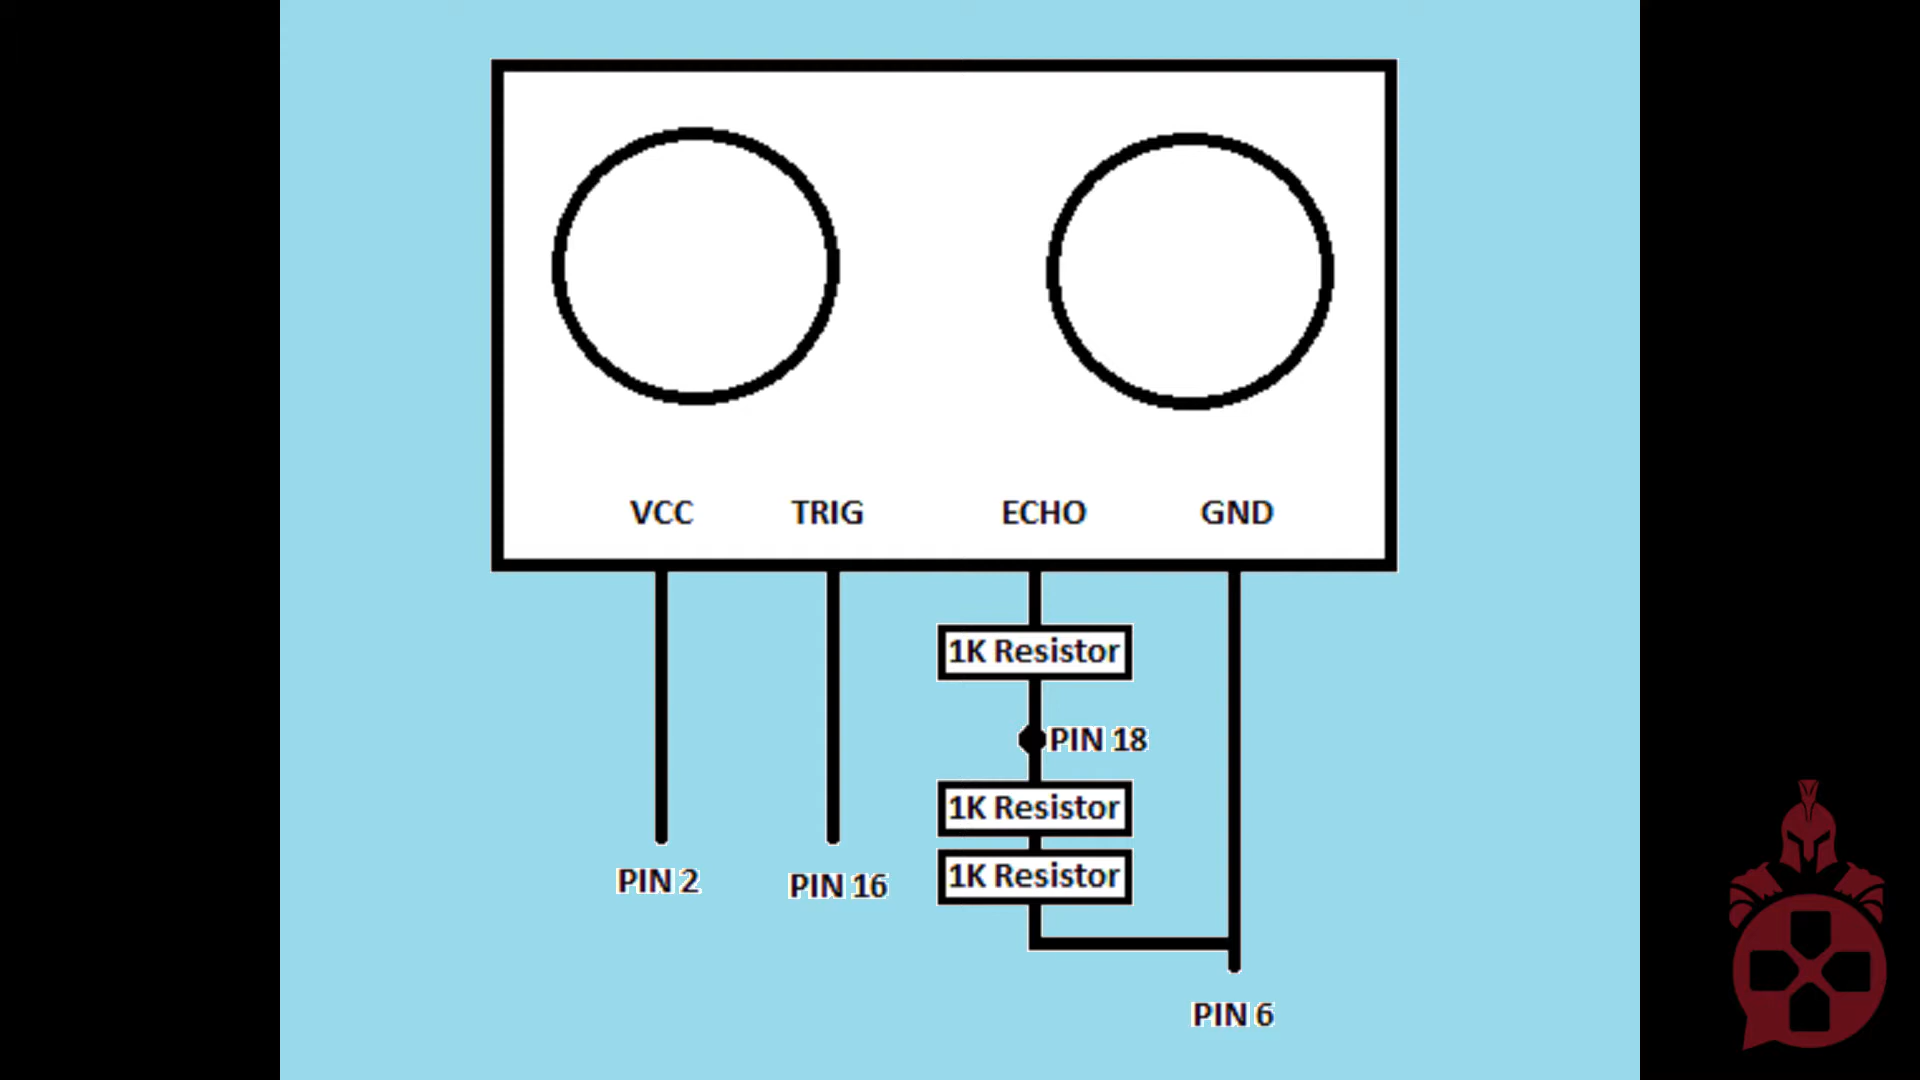 VCC TRIG ECHO GND
1K Resistor
PIN 18
1K Resistor
1K Resistor
PIN 2 PIN 16
PIN 6